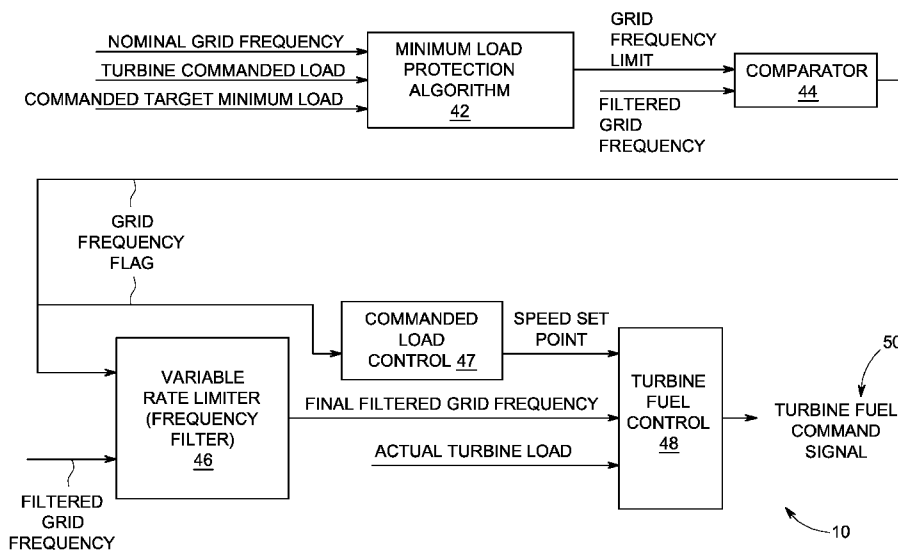 NOMINAL GRID FREQUENCY
TURBINE COMMANDED LOAD
COMMANDED TARGET MINIMUM LOAD
MINIMUM LOAD
PROTECTION
ALGORITHM
42
GRID
FREQUENCY
LIMIT
FILTERED
GRID
FREQUENCY
COMPARATOR
44
GRID
FREQUENCY
FLAG
COMMANDED
LOAD
CONTROL 47
SPEED SET
POINT
VARIABLE
RATE LIMITER
(FREQUENCY
FILTER)
46
FINAL FILTERED GRID FREQUENCY
ACTUAL TURBINE LOAD
TURBINE
FUEL
CONTROL
48
50
TURBINE FUEL
COMMAND
SIGNAL
FILTERED
GRID
FREQUENCY
10